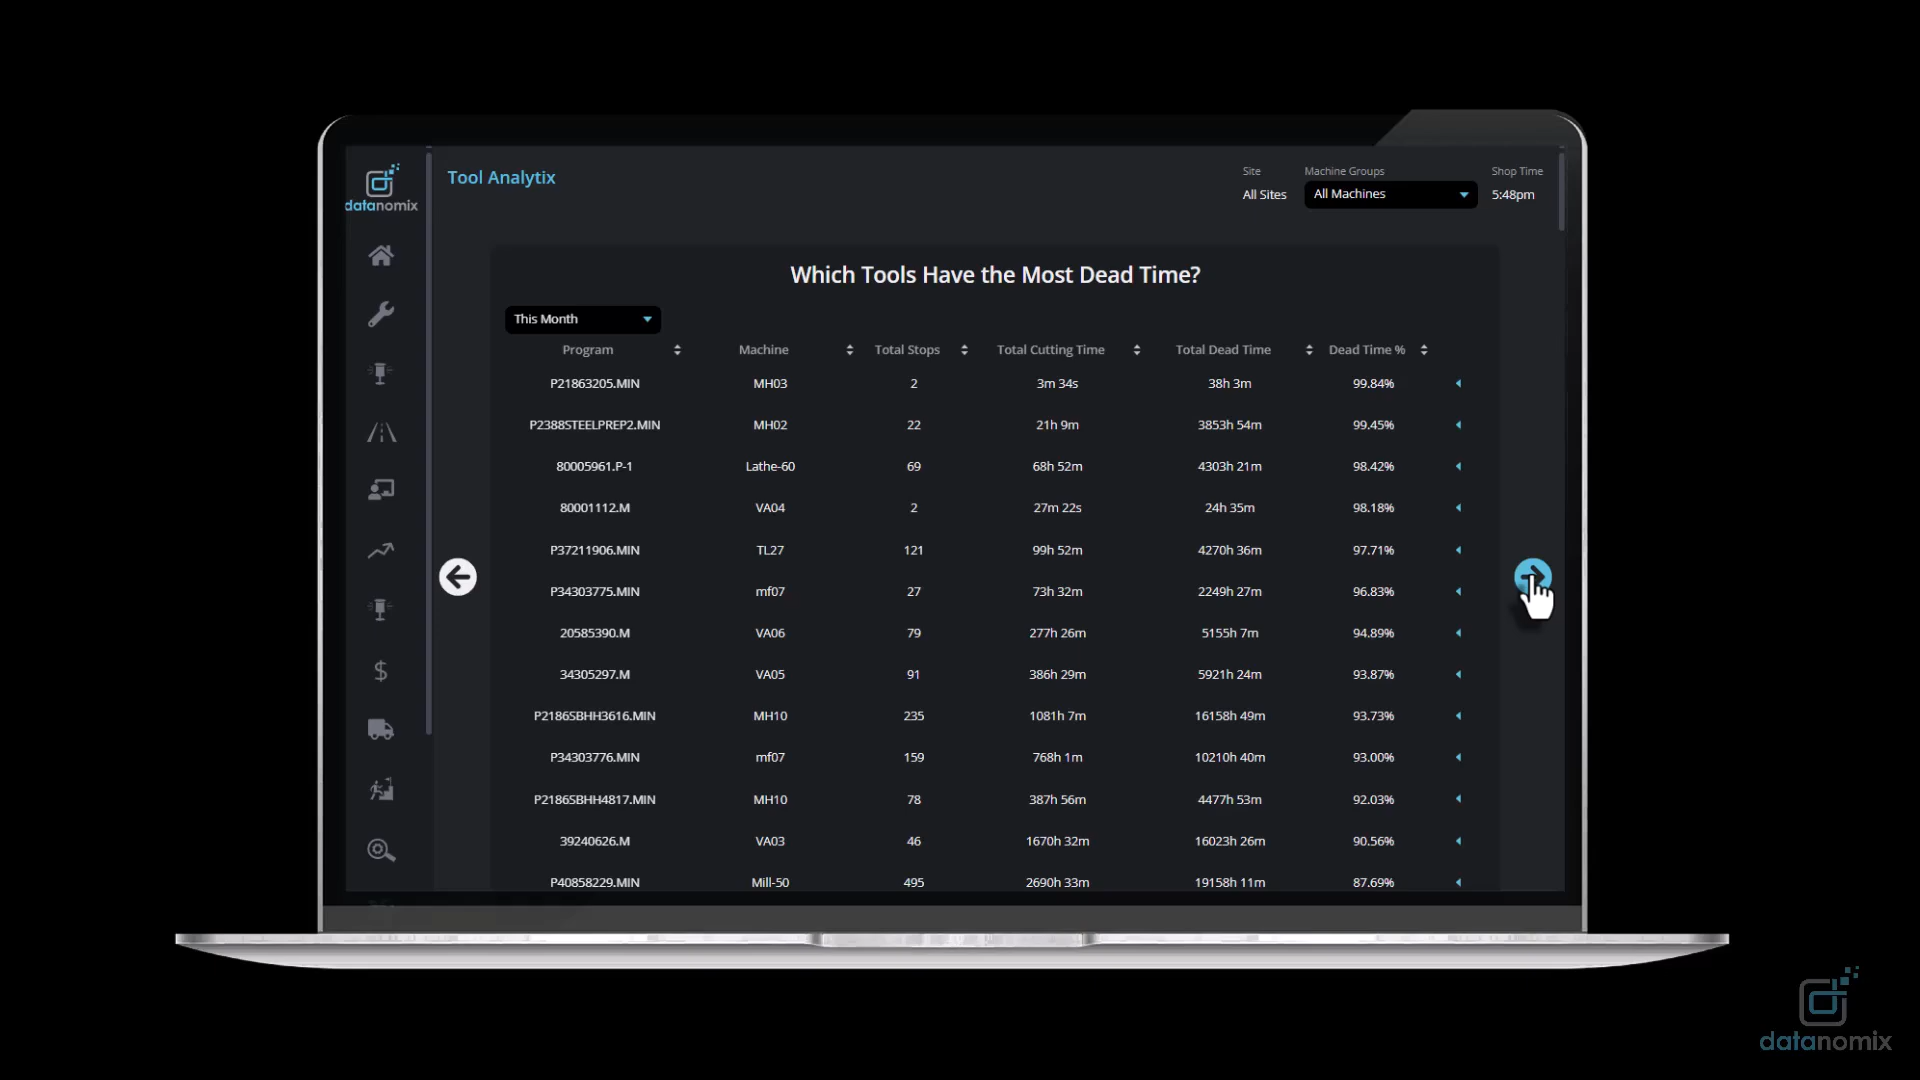 datanomix
Tool Analytix
Site
All Sites
Machine Groups
All Machines
Shop Time
5:48pm
Which Tools Have the Most Dead Time?
This Month
Program Machine Total Stops Total Cutting Time Total Dead Time Dead Time %
P21863205.MIN MH03 2 3m 34s 38h 3m 99.84%
P2388STEELPREP2.MIN MH02 22 21h 9m 3853h 54m 99.45%
80005961.P-1 Lathe-60 69 68h 52m 4303h 21m 98.42%
80001112.M VA04 2 27m 22s 24h 35m 98.18%
P37211906.MIN TL27 121 99h 52m 4270h 36m 97.71%
P34303775.MIN mf07 27 73h 32m 2249h 27m 96.83%
20585390.M VA06 79 277h 26m 5155h 7m 94.89%
34305297.M VA05 91 386h 29m 5921h 24m 93.87%
P2186SBHH3616.MIN MH10 235 1081h 7m 16158h 49m 93.73%
P34303776.MIN mf07 159 768h 1m 10210h 40m 93.00%
P2186SBHH4817.MIN MH10 78 387h 56m 4477h 53m 92.03%
39240626.M VA03 46 1670h 32m 16023h 26m 90.56%
P40858229.MIN Mill-50 495 2690h 33m 19158h 11m 87.69%
datanomix